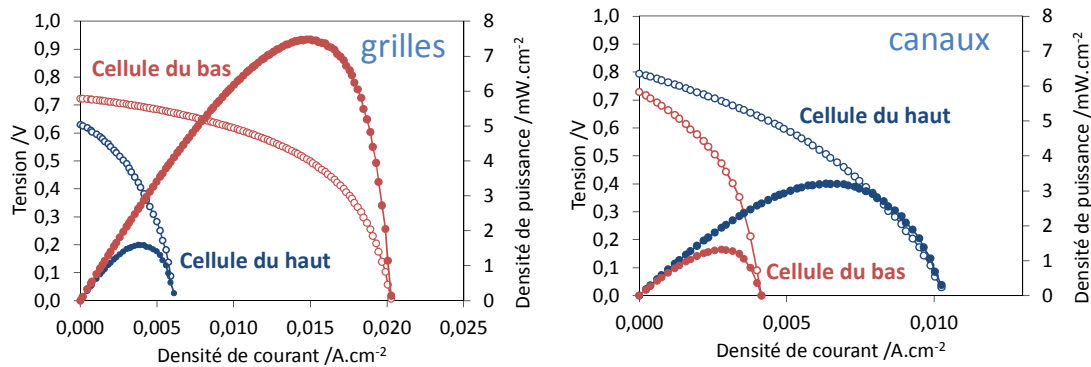 grilles
Cellule du bas
Cellule du haut
Tension /V
1,0
0,9
0,8
0,7
0,6
0,5
0,4
0,3
0,2
0,1
0,0
0,000 0,005 0,010 0,015 0,020 0,025
Densité de courant /A.cm-2
8
7
6
5
4
3
2
1
0
Densité de puissance /mW.cm-2
canaux
Cellule du haut
Cellule du bas
Tension /V
1,0
0,9
0,8
0,7
0,6
0,5
0,4
0,3
0,2
0,1
0,0
0,000 0,005 0,010
Densité de courant /A.cm-2
8
7
6
5
4
3
2
1
0
Densité de puissance /mW.cm-2